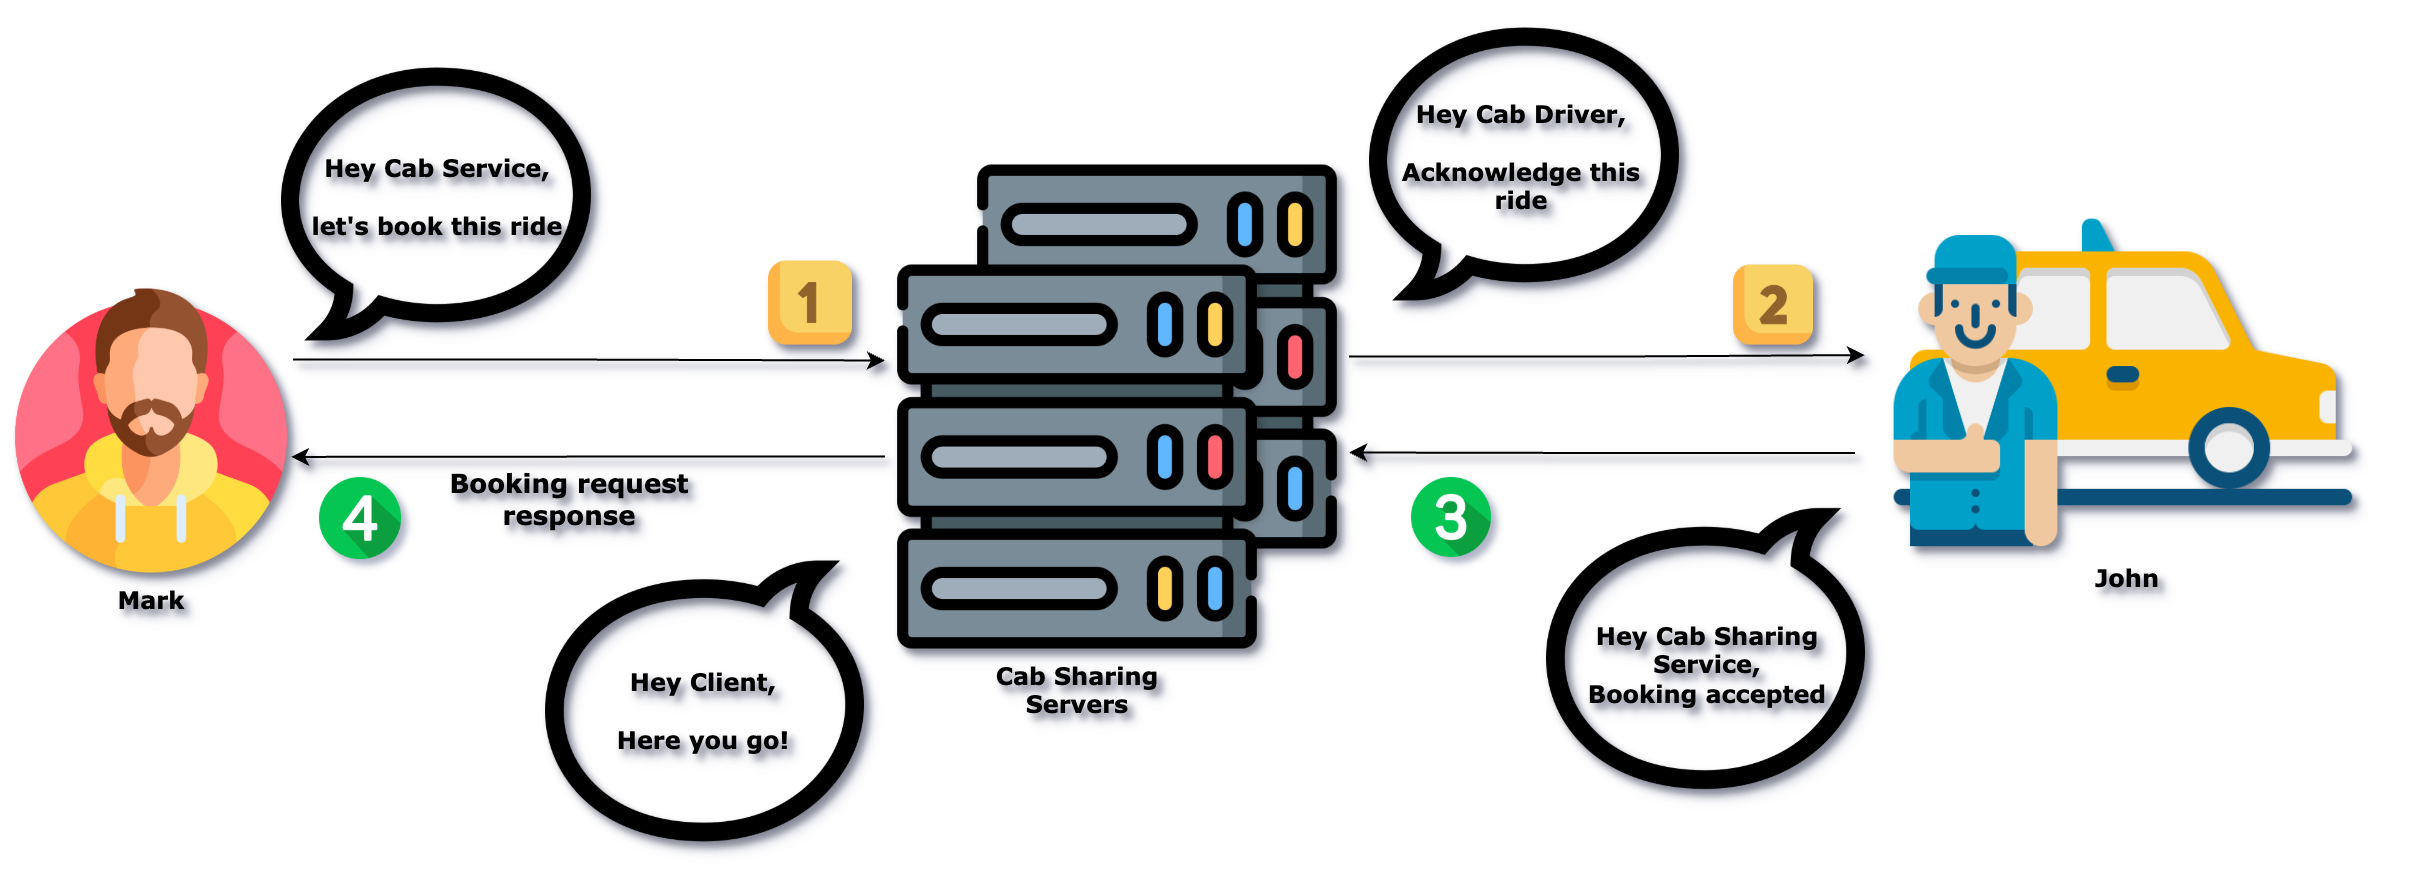 Hey Cab Service,
let's book this ride
1
Hey Cab Driver,
Acknowledge this
ride
2
4
Booking request
response
3
Mark
John
Hey Client,
Here you go!
Cab Sharing
Servers
Hey Cab Sharing
Service,
Booking accepted